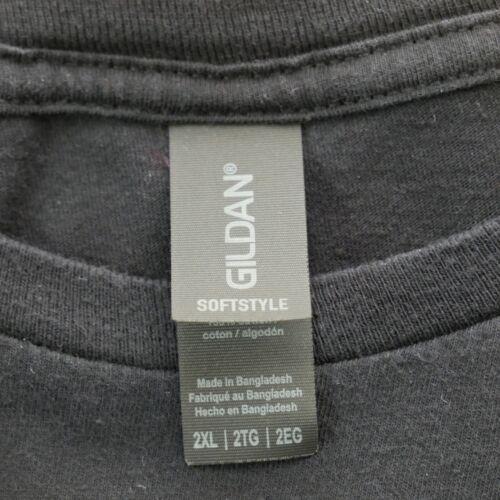 GILDAN®
SOFTSTYLE
coton / algodón
Made in Bangladesh
Fabriqué au Bangladesh
Hecho en Bangladesh
2XL | 2TG | 2EG